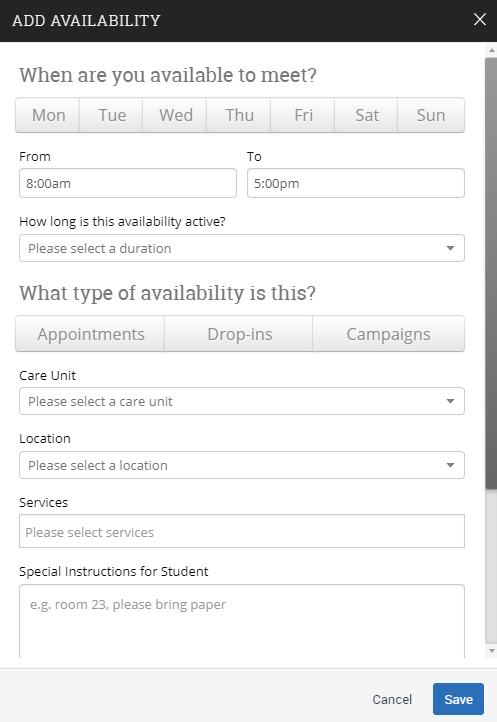 ADD AVAILABILITY
When are you available to meet?
Mon Tue Wed Thu Fri Sat Sun
From To
8:00am 5:00pm
How long is this availability active?
Please select a duration
What type of availability is this?
Appointments Drop-ins Campaigns
Care Unit
Please select a care unit
Location
Please select a location
Services
Please select services
Special Instructions for Student
e.g. room 23, please bring paper
Cancel Save